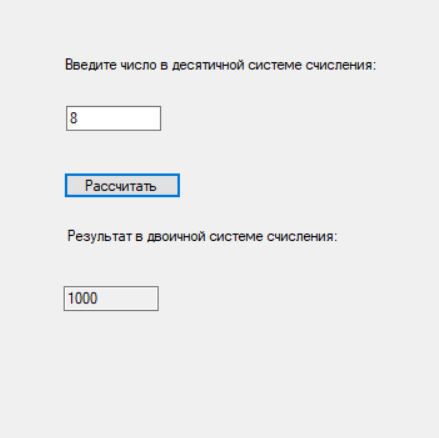 Введите число в десятичной системе счисления:
8
Рассчитать
Результат в двоичной системе счисления:
1000